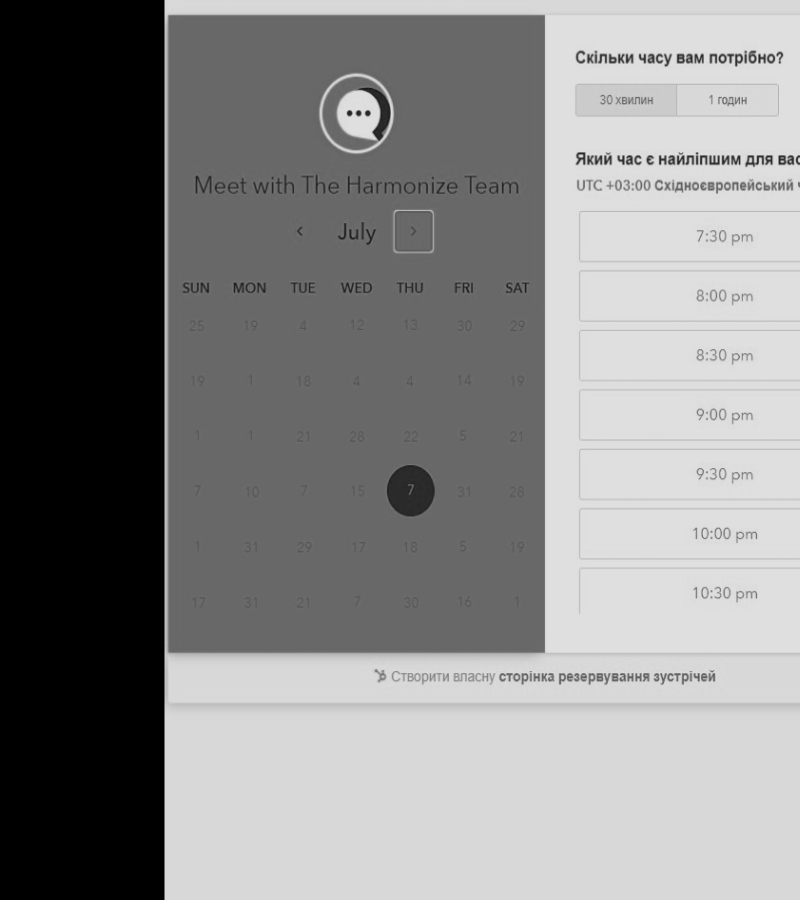 Meet with The Harmonize Team
July
SUN MON TUE WED THU FRI SAT
25 19 4 12 13 30 29
19 1 18 4 4 14 19
1 1 21 28 22 5 21
7 10 7 15 7 31 28
1 31 29 17 18 5 19
17 31 21 7 30 16 1
Скільки часу вам потрібно?
30 хвилин 1 годин
Який час є найліпшим для вас
UTC +03:00 Східноєвропейський
7:30 pm
8:00 pm
8:30 pm
9:00 pm
9:30 pm
10:00 pm
10:30 pm
Створити власну сторінка резервування зустрічей